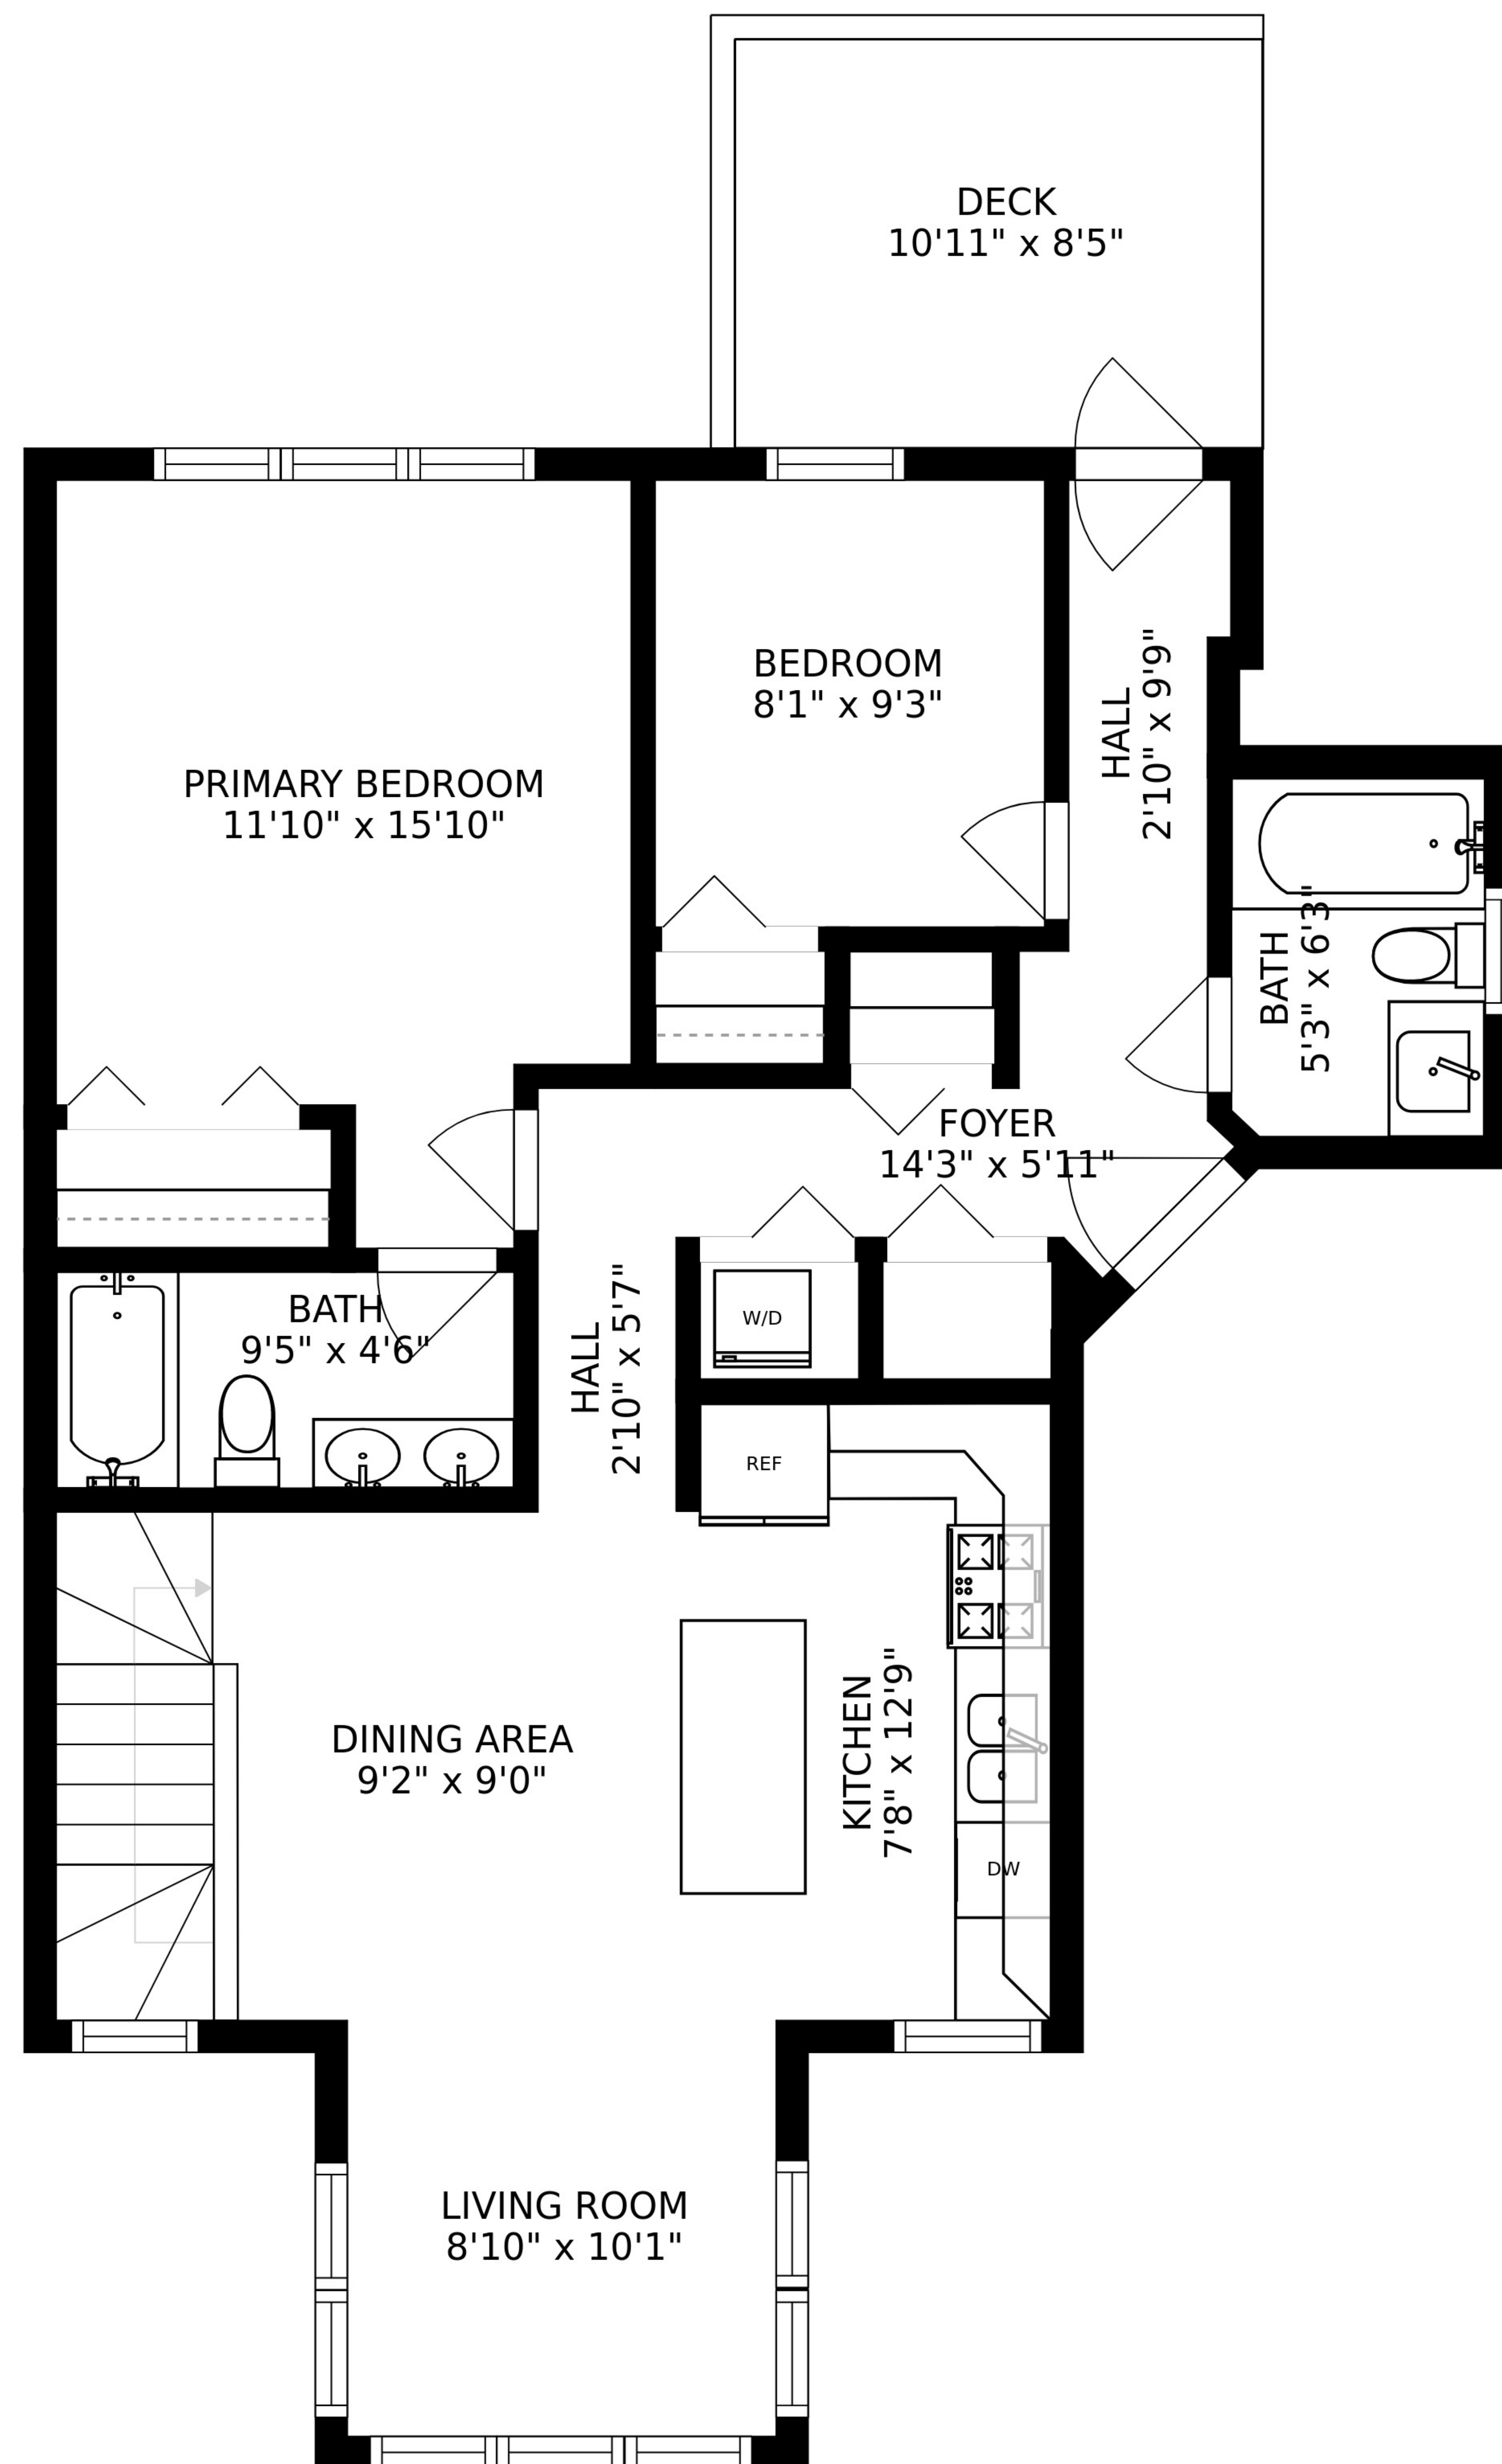 DECK
10'11" x 8'5"
BEDROOM
8'1" x 9'3"
HALL
2'10" x 9'9"
PRIMARY BEDROOM
11'10" x 15'10"
BATH
5'3" x 6'3"
FOYER
14'3" x 5'11"
BATH
9'5" x 4'6"
HALL
2'10" x 5'7"
W/D
REF
DINING AREA
9'2" x 9'0"
KITCHEN
7'8" x 12'9"
DW
LIVING ROOM
8'10" x 10'1"